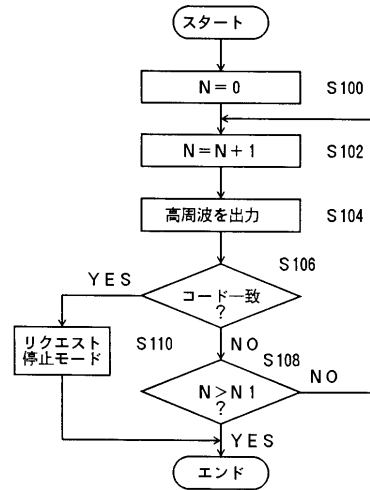 スタート
N=0 S100
N=N+1 S102
高周波を出力 S104
S106
YES
コード一致
?
リクエスト
停止モード
S110
NO
S108
N>N1
?
NO
YES
エンド